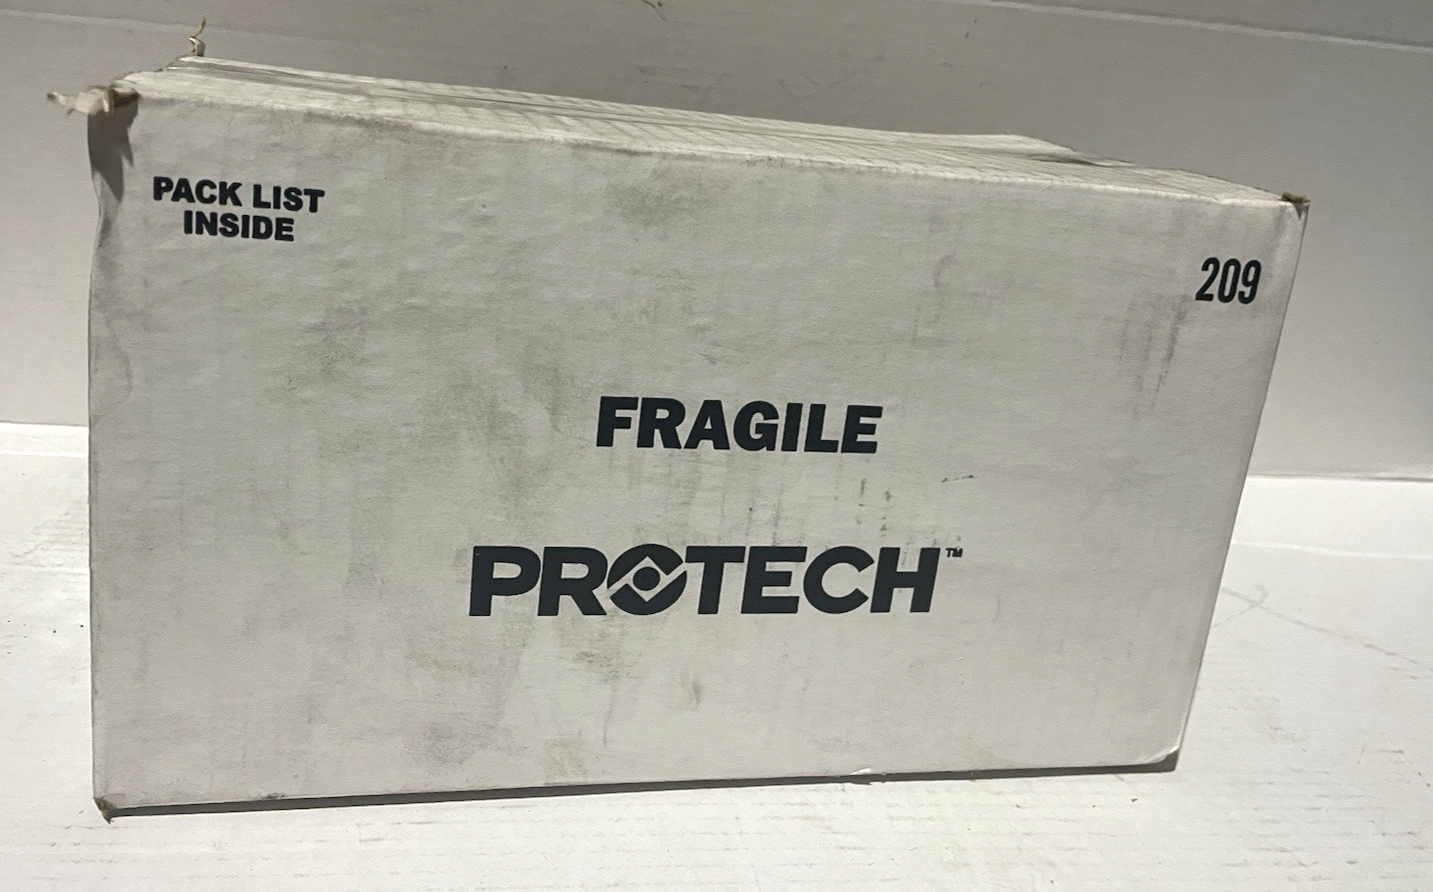 PACK LIST
INSIDE
209
FRAGILE
PROTECH™